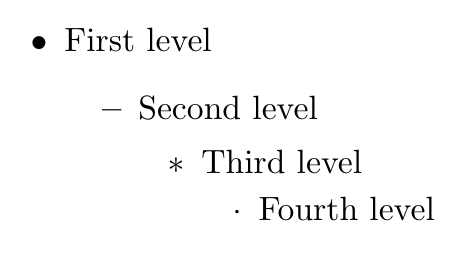 • First level
– Second level
∗ Third level
· Fourth level